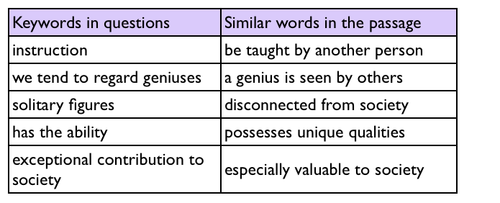 Keywords in questions Similar words in the passage
instruction be taught by another person
we tend to regard geniuses a genius is seen by others
solitary figures disconnected from society
has the ability possesses unique qualities
exceptional contribution to
society
especially valuable to society